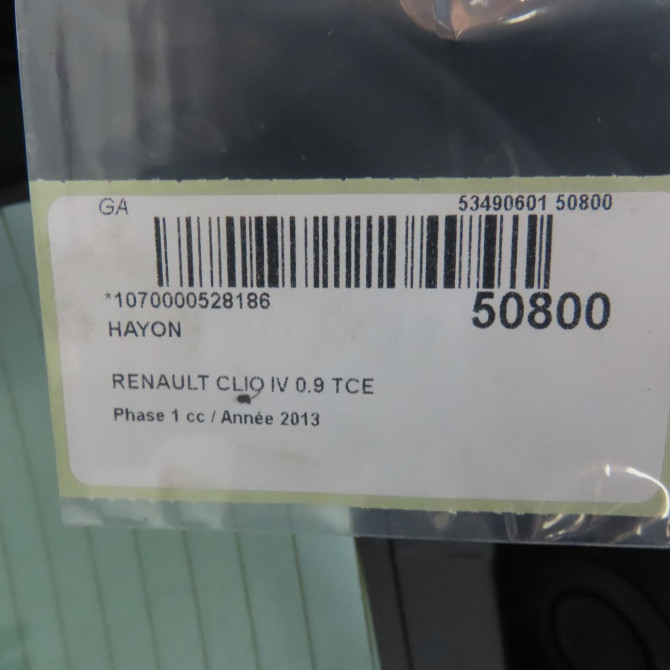 GA 53490601 50800
*1070000528186 50800
HAYON
RENAULT CLIO IV 0.9 TCE
Phase 1 cc / Année 2013